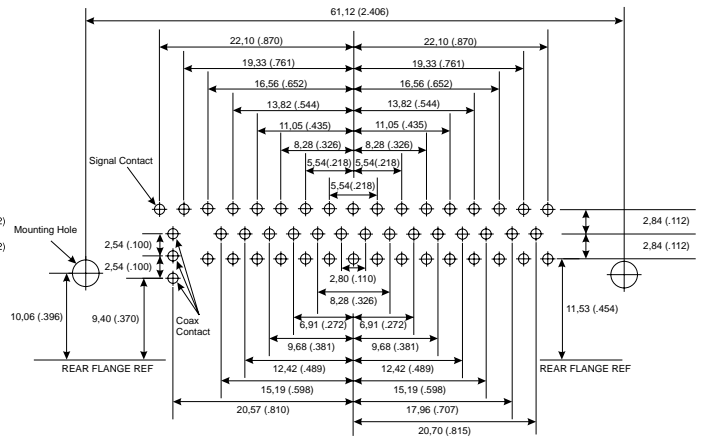 61,12 (2.406)
22,10 (.870) 22,10 (.870)
19,33 (.761) 19,33 (.761)
16,56 (.652) 16,56 (.652)
13,82 (.544) 13,82 (.544)
11,05 (.435) 11,05 (.435)
8,28 (.326) 8,28 (.326)
5,54(.218) 5,54(.218)
5,54(.218)
Signal Contact
2,84 (.112)
Mounting Hole
2,54 (.100)
2,84 (.112)
2,54 (.100)
2,80 (.110)
8,28 (.326)
10,06 (.396)
9,40 (.370)
Coax
Contact
11,53 (.454)
6,91 (.272) 6,91 (.272)
9,68 (.381) 9,68 (.381)
REAR FLANGE REF
12,42 (.489) 12,42 (.489)
REAR FLANGE REF
15,19 (.598) 15,19 (.598)
20,57 (.810) 17,96 (.707)
20,70 (.815)